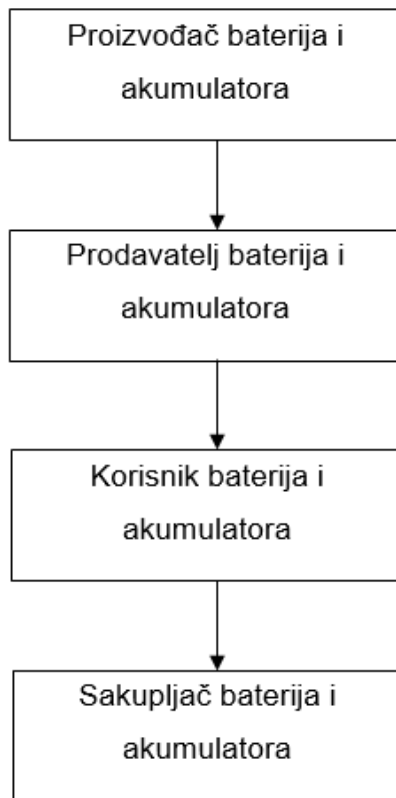 Proizvođač baterija i
akumulatora
Prodavatelj baterija i
akumulatora
Korisnik baterija i
akumulatora
Sakupljač baterija i
akumulatora